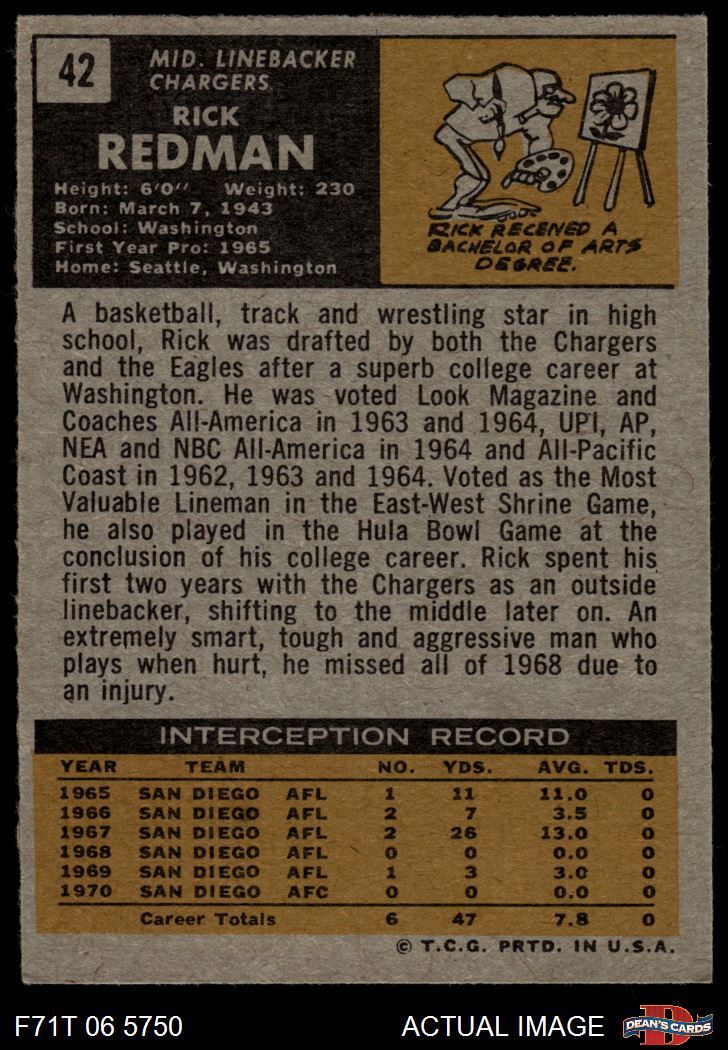 42
MID. LINEBACKER
CHARGERS
RICK
REDMAN
Height: 6'0" Weight: 230
Born: March 7, 1943
School: Washington
First Year Pro: 1965
Home: Seattle, Washington
RICK RECEIVED A
BACHELOR OF ARTS
DEGREE.
A basketball, track and wrestling star in high
school, Rick was drafted by both the Chargers
and the Eagles after a superb college career at
Washington. He was voted Look Magazine and
Coaches All-America in 1963 and 1964, UPI, AP,
NEA and NBC All-America in 1964 and All-Pacific
Coast in 1962, 1963 and 1964. Voted as the Most
Valuable Lineman in the East-West Shrine Game,
he also played in the Hula Bowl Game at the
conclusion of his college career. Rick spent his
first two years with the Chargers as an outside
linebacker, shifting to the middle later on. An
extremely smart, tough and aggressive man who
plays when hurt, he missed all of 1968 due to
an injury.
INTERCEPTION RECORD
YEAR TEAM NO. YDS. AVG. TDS.
1965 SAN DIEGO AFL 1 11 11.0 0
1966 SAN DIEGO AFL 2 7 3.5 0
1967 SAN DIEGO AFL 2 26 13.0 0
1968 SAN DIEGO AFL 0 0 0.0 0
1969 SAN DIEGO AFL 1 3 3.0 0
1970 SAN DIEGO AFC 0 0 0.0 0
Career Totals 6 47 7.8 0
© T.C.G. PRTD. IN U.S.A.
F71T 06 5750 ACTUAL IMAGE
D
DEAN'S CARDS